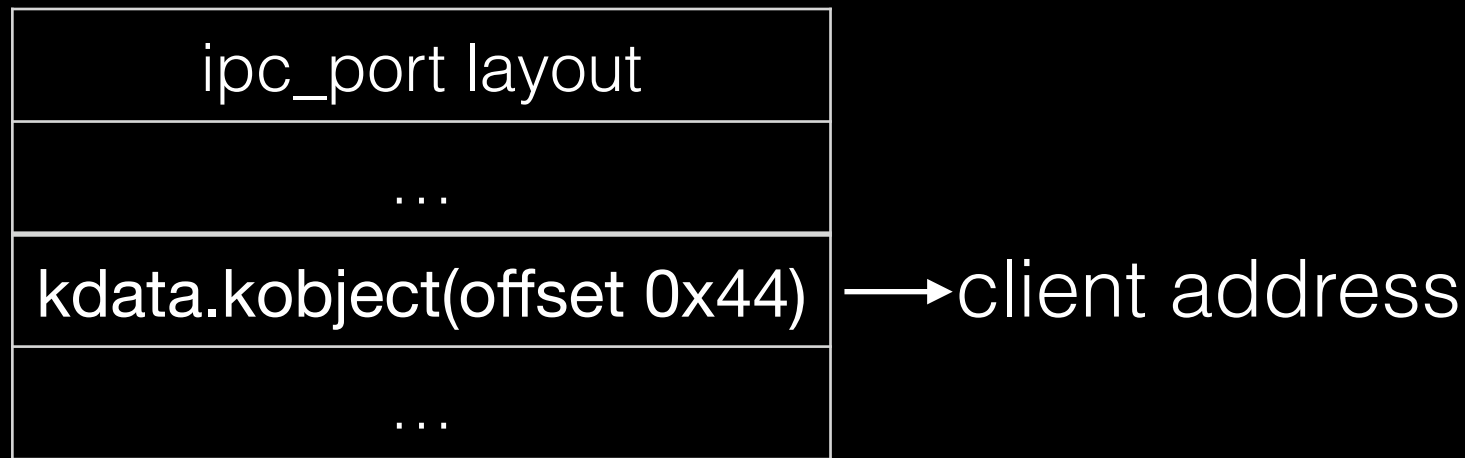 ipc_port layout
...
kdata.kobject(offset 0x44)
client address
...